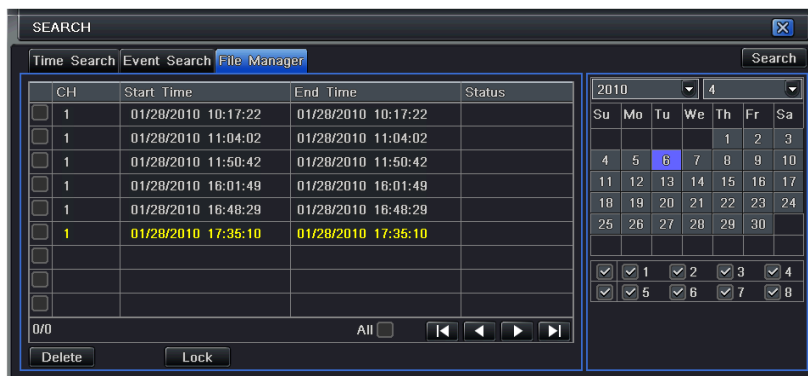 SEARCH
Time Search Event Search File Manager Search
CH Start Time End Time Status
1 01/28/2010 10:17:22 01/28/2010 10:17:22
1 01/28/2010 11:04:02 01/28/2010 11:04:02
1 01/28/2010 11:50:42 01/28/2010 11:50:42
1 01/28/2010 16:01:49 01/28/2010 16:01:49
1 01/28/2010 16:48:29 01/28/2010 16:48:29
1 01/28/2010 17:35:10 01/28/2010 17:35:10
0/0 All
Delete Lock
2010 4
Su Mo Tu We Th Fr Sa
1 2 3
4 5 6 7 8 9 10
11 12 13 14 15 16 17
18 19 20 21 22 23 24
25 26 27 28 29 30
1 2 3 4
5 6 7 8